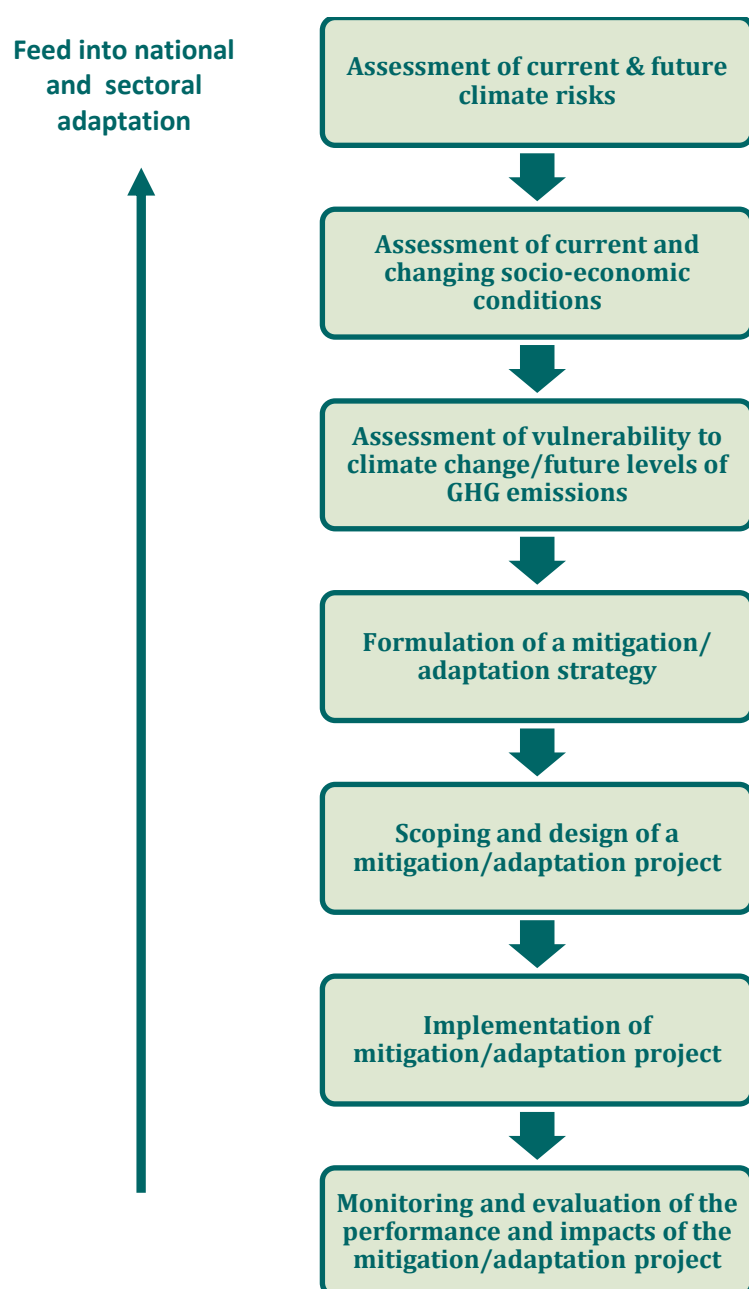 Feed into national
and sectoral
adaptation
Assessment of current & future
climate risks
Assessment of current and
changing socio-economic
conditions
Assessment of vulnerability to
climate change/future levels of
GHG emissions
Formulation of a mitigation/
adaptation strategy
Scoping and design of a
mitigation/adaptation project
Implementation of
mitigation/adaptation project
Monitoring and evaluation of the
performance and impacts of the
mitigation/adaptation project